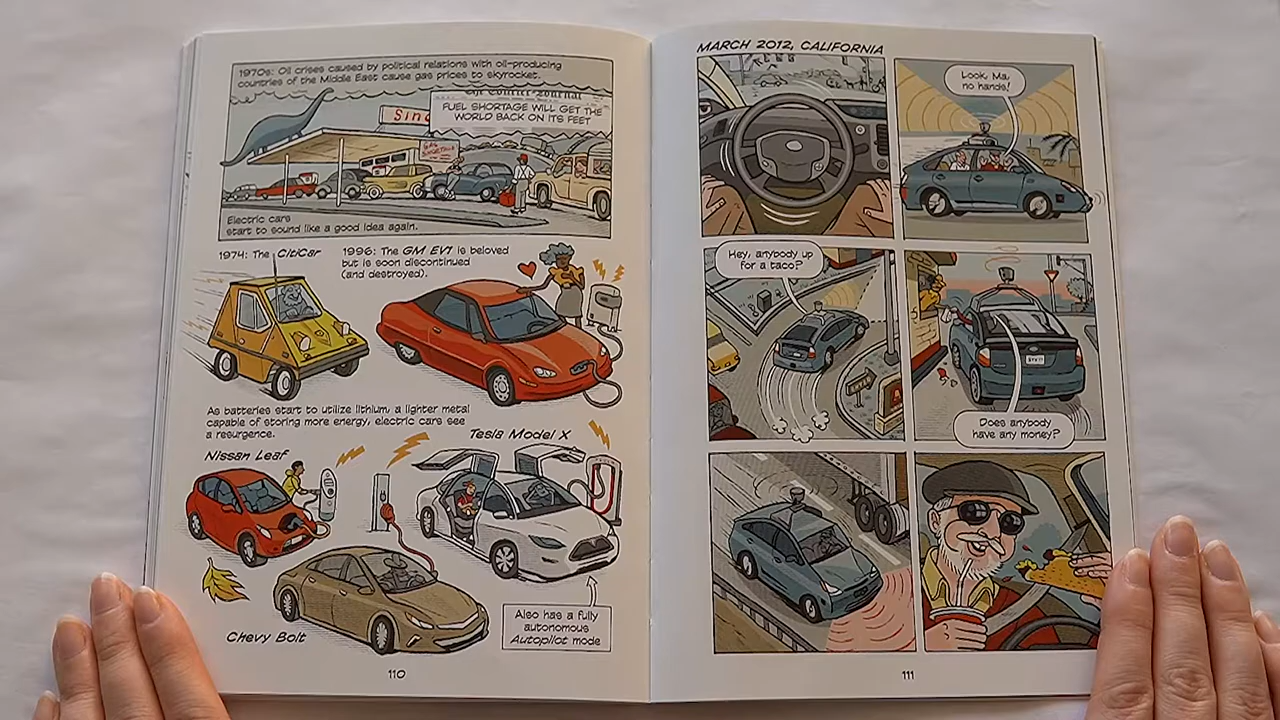 1970s: Oil crises caused by political relations with oil-producing
countries of the Middle East cause gas prices to skyrocket.
The Courier-Journal
FUEL SHORTAGE WILL GET THE
WORLD BACK ON ITS FEET
Sinc
Electric cars
start to sound like a good idea again.
1974: The CitiCar
1996: The GM EV1 is beloved
but is soon discontinued
(and destroyed).
As batteries start to utilize lithium, a lighter metal
capable of storing more energy, electric cars see
a resurgence.
Tesla Model X
Nissan Leaf
Chevy Bolt
Also has a fully
autonomous
Autopilot mode
110
MARCH 2012, CALIFORNIA
Look, Ma,
no hands!
Hey, anybody up
for a taco?
Does anybody
have any money?
111